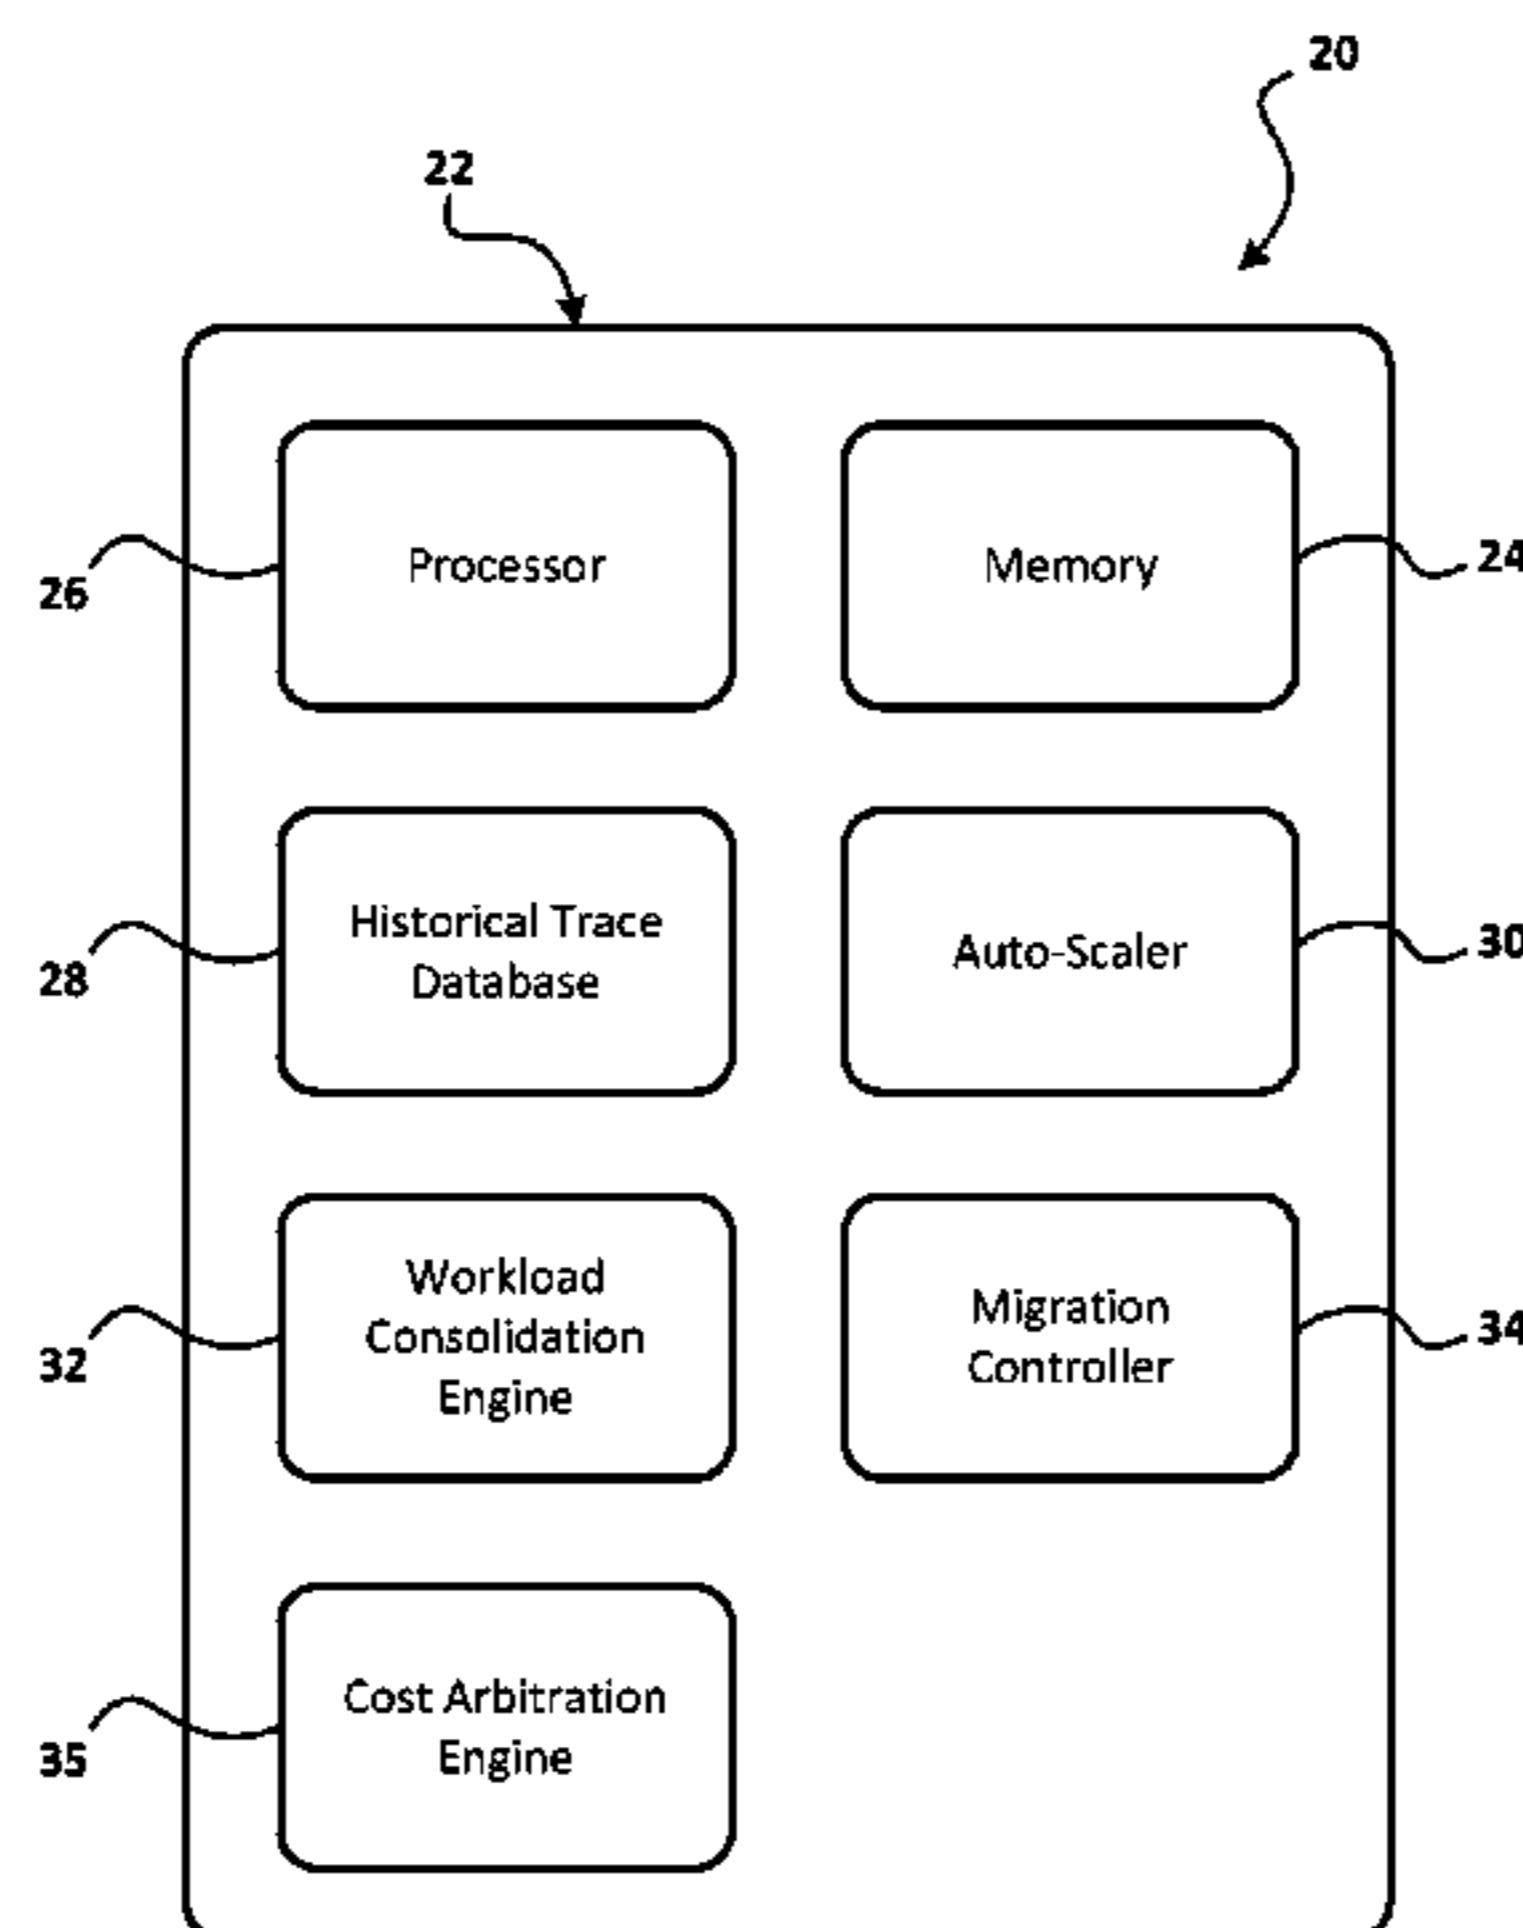 20
22
Processor
Memory
26
24
Historical Trace
Database
Auto-Scaler
28
30
Workload
Consolidation
Engine
Migration
Controller
32
34
Cost Arbitration
Engine
35